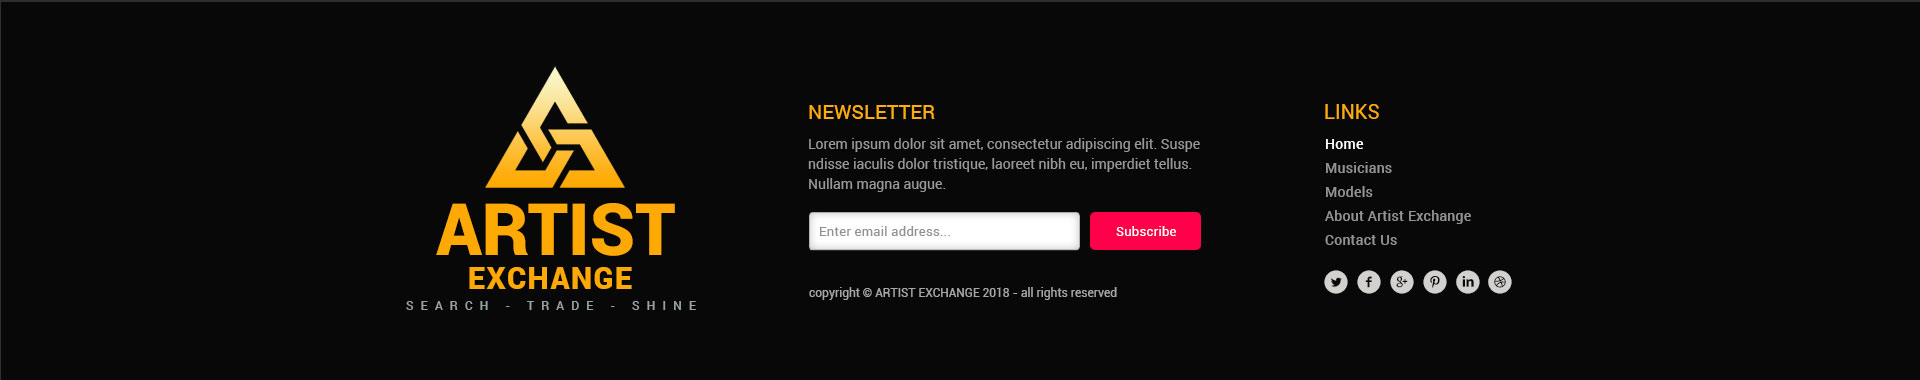 ARTIST
EXCHANGE
SEARCH - TRADE - SHINE
NEWSLETTER
Lorem ipsum dolor sit amet, consectetur adipiscing elit. Suspe
ndisse iaculis dolor tristique, laoreet nibh eu, imperdiet tellus.
Nullam magna augue.
Enter email address...
Subscribe
copyright © ARTIST EXCHANGE 2018 - all rights reserved
LINKS
Home
Musicians
Models
About Artist Exchange
Contact Us